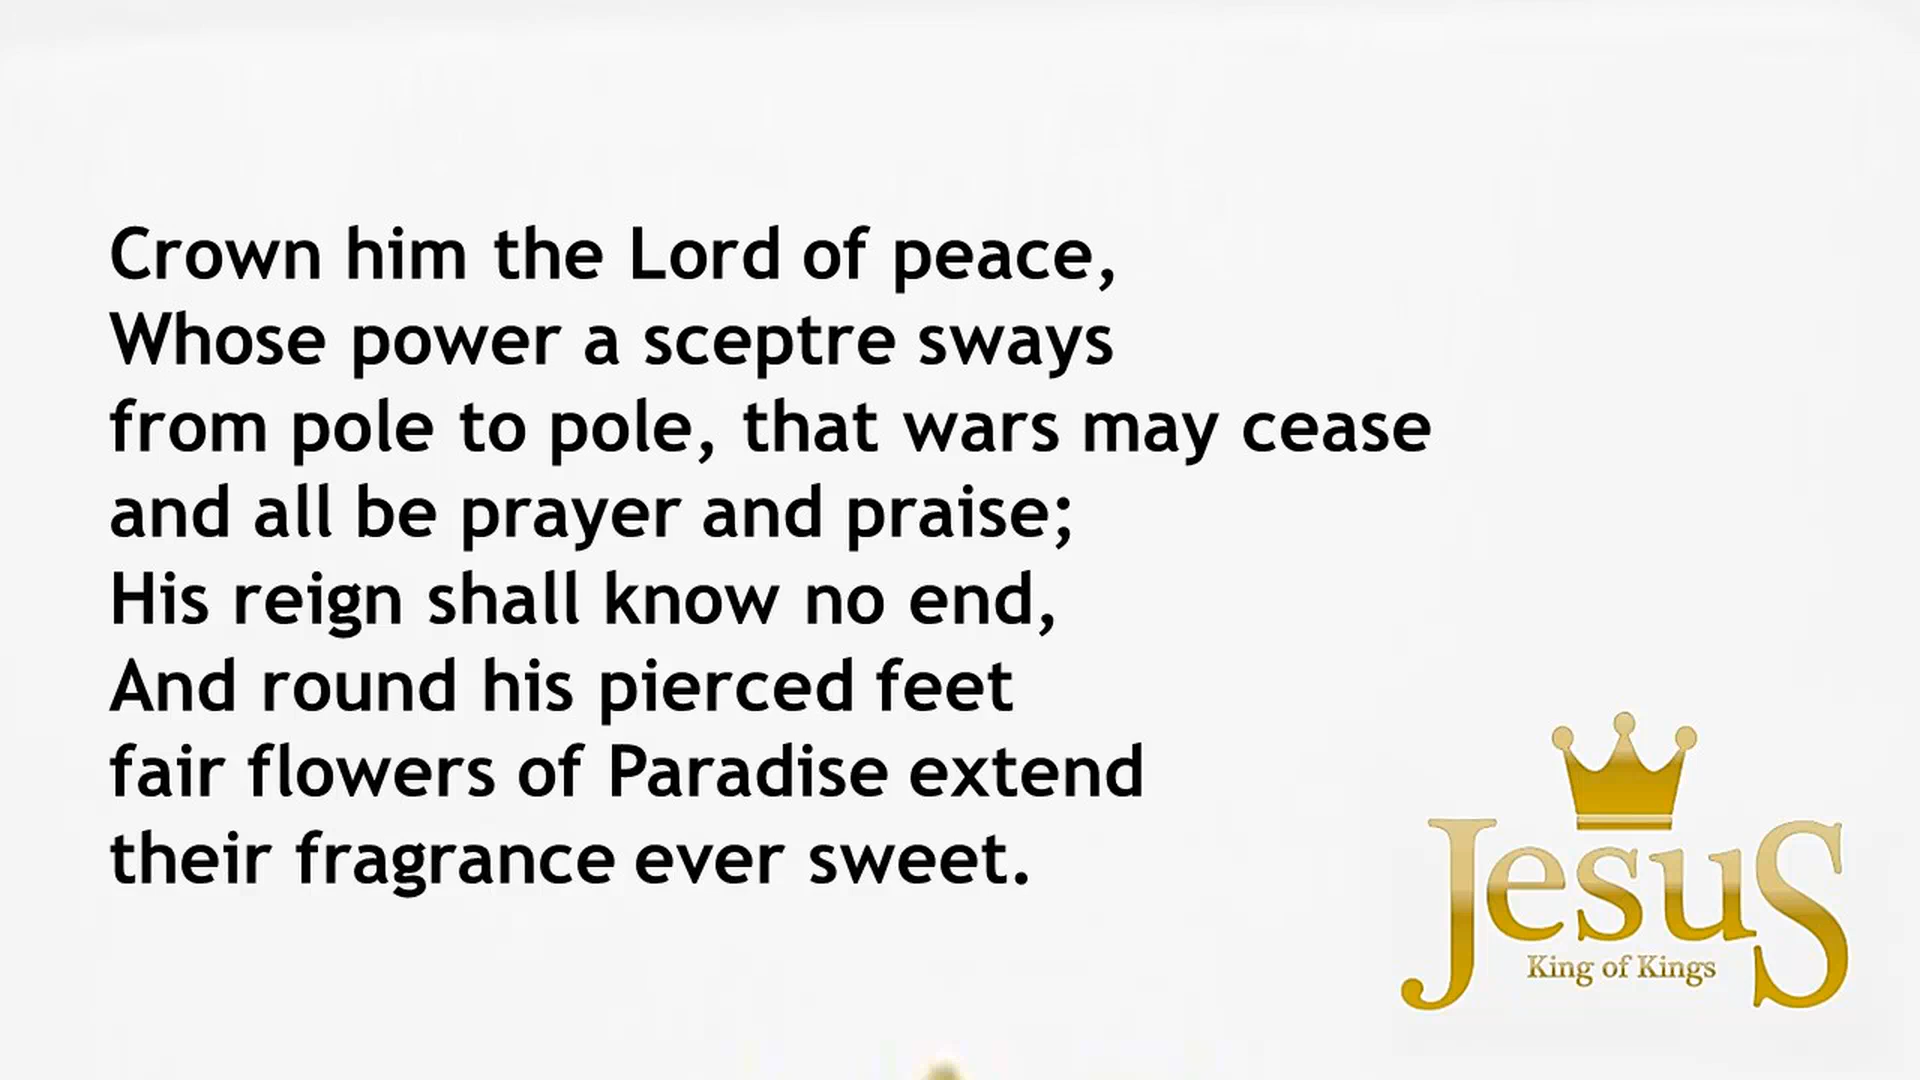 Crown him the Lord of peace,
Whose power a sceptre sways
from pole to pole, that wars may cease
and all be prayer and praise;
His reign shall know no end,
And round his pierced feet
fair flowers of Paradise extend
their fragrance ever sweet.
Jesus
King of Kings